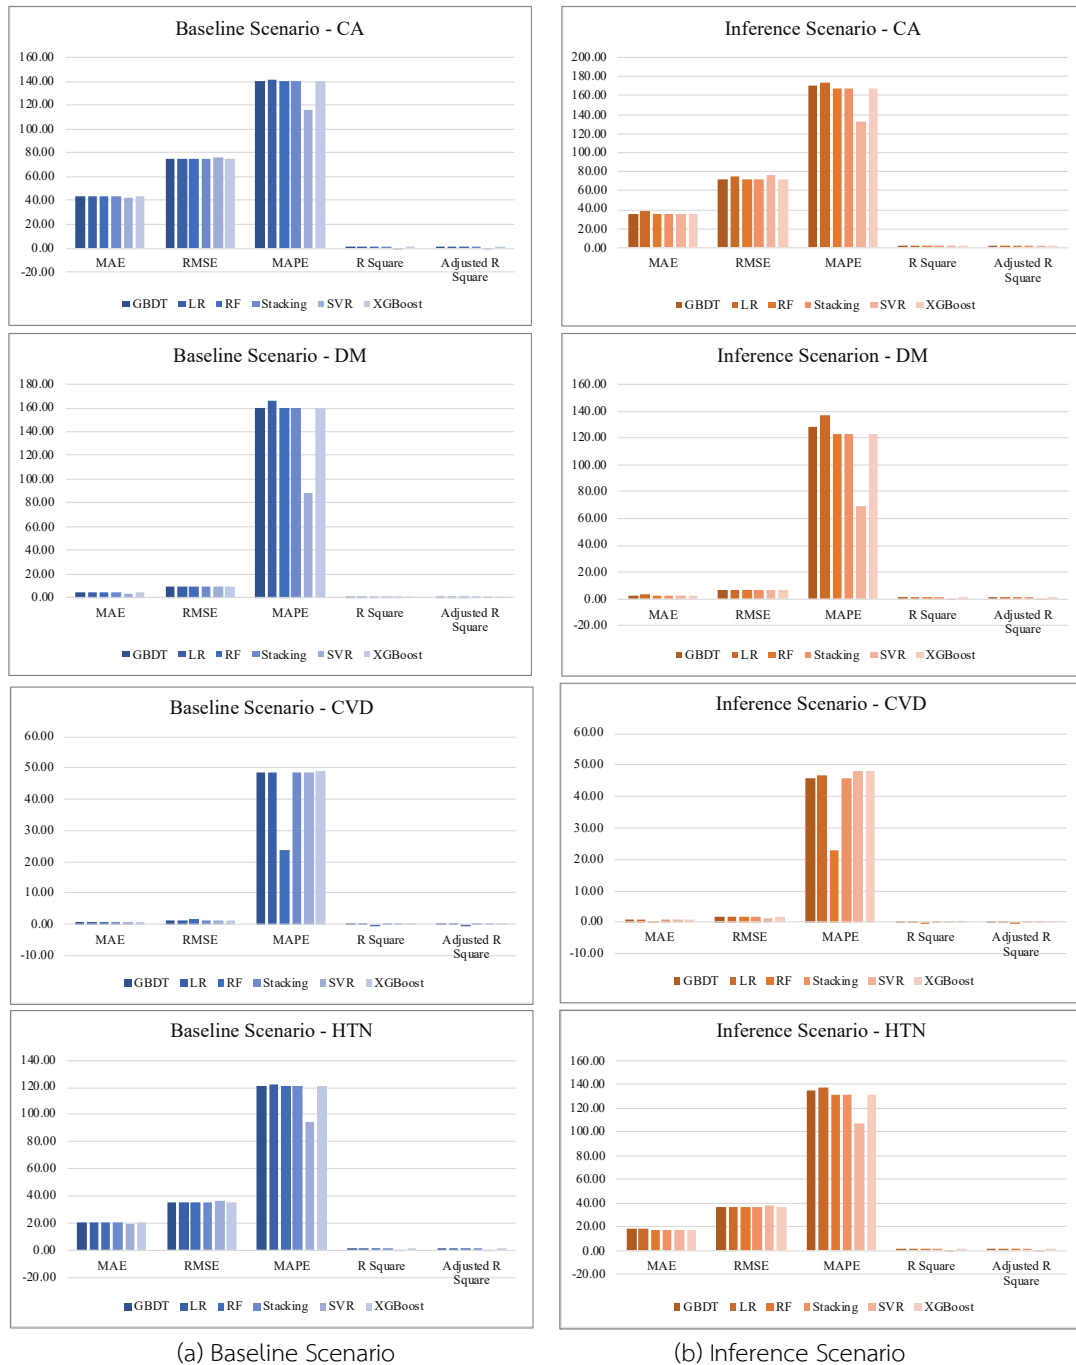 Baseline Scenario - CA
160.00
140.00
120.00
100.00
80.00
60.00
40.00
20.00
0.00
-20.00
MAE RMSE MAPE R Square Adjusted R
Square
GBDT LR RF Stacking SVR XGBoost
Inference Scenario - CA
200.00
180.00
160.00
140.00
120.00
100.00
80.00
60.00
40.00
20.00
0.00
MAE RMSE MAPE R Square Adjusted R
Square
GBDT LR RF Stacking SVR XGBoost
Baseline Scenario - DM
180.00
160.00
140.00
120.00
100.00
80.00
60.00
40.00
20.00
0.00
MAE RMSE MAPE R Square Adjusted R
Square
GBDT LR RF Stacking SVR XGBoost
Inference Scenarion - DM
160.00
140.00
120.00
100.00
80.00
60.00
40.00
20.00
0.00
-20.00
MAE RMSE MAPE R Square Adjusted R
Square
GBDT LR RF Stacking SVR XGBoost
Baseline Scenario - CVD
60.00
50.00
40.00
30.00
20.00
10.00
0.00
-10.00
MAE RMSE MAPE R Square Adjusted R
Square
GBDT LR RF Stacking SVR XGBoost
Inference Scenario - CVD
60.00
50.00
40.00
30.00
20.00
10.00
0.00
-10.00
MAE RMSE MAPE R Square Adjusted R
Square
GBDT LR RF Stacking SVR XGBoost
Baseline Scenario - HTN
140.00
120.00
100.00
80.00
60.00
40.00
20.00
0.00
-20.00
MAE RMSE MAPE R Square Adjusted R
Square
GBDT LR RF Stacking SVR XGBoost
Inference Scenario - HTN
160.00
140.00
120.00
100.00
80.00
60.00
40.00
20.00
0.00
-20.00
MAE RMSE MAPE R Square Adjusted R
Square
GBDT LR RF Stacking SVR XGBoost
(a) Baseline Scenario
(b) Inference Scenario